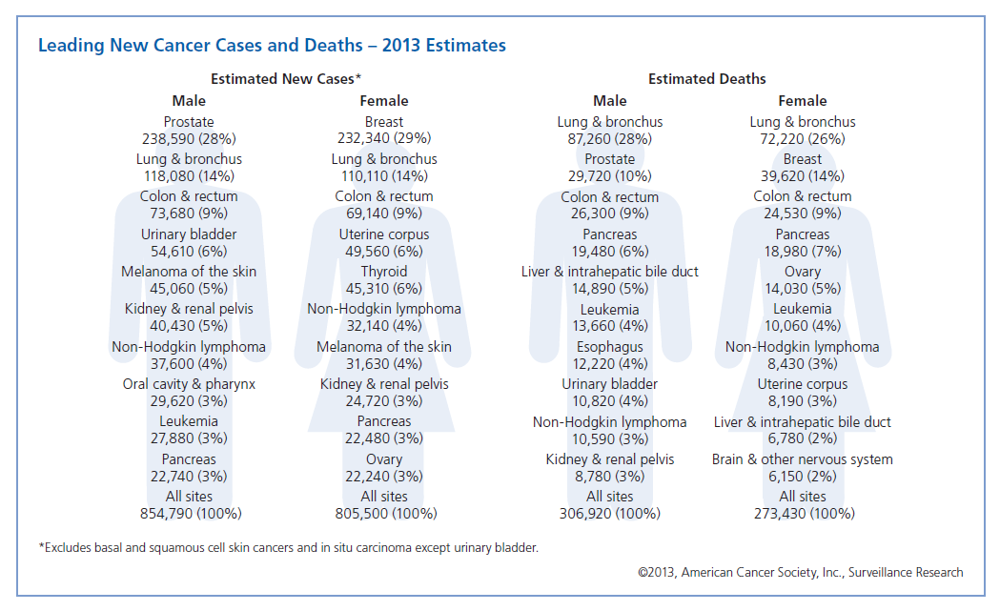 Leading New Cancer Cases and Deaths – 2013 Estimates
Estimated New Cases*
Male
Prostate
238,590 (28%)
Lung & bronchus
118,080 (14%)
Colon & rectum
73,680 (9%)
Urinary bladder
54,610 (6%)
Melanoma of the skin
45,060 (5%)
Kidney & renal pelvis
40,430 (5%)
Non-Hodgkin lymphoma
37,600 (4%)
Oral cavity & pharynx
29,620 (3%)
Leukemia
27,880 (3%)
Pancreas
22,740 (3%)
All sites
854,790 (100%)
Female
Breast
232,340 (29%)
Lung & bronchus
110,110 (14%)
Colon & rectum
69,140 (9%)
Uterine corpus
49,560 (6%)
Thyroid
45,310 (6%)
Non-Hodgkin lymphoma
32,140 (4%)
Melanoma of the skin
31,630 (4%)
Kidney & renal pelvis
24,720 (3%)
Pancreas
22,480 (3%)
Ovary
22,240 (3%)
All sites
805,500 (100%)
Estimated Deaths
Male
Lung & bronchus
87,260 (28%)
Prostate
29,720 (10%)
Colon & rectum
26,300 (9%)
Pancreas
19,480 (6%)
Liver & intrahepatic bile duct
14,890 (5%)
Leukemia
13,660 (4%)
Esophagus
12,220 (4%)
Urinary bladder
10,820 (4%)
Non-Hodgkin lymphoma
10,590 (3%)
Kidney & renal pelvis
8,780 (3%)
All sites
306,920 (100%)
Female
Lung & bronchus
72,220 (26%)
Breast
39,620 (14%)
Colon & rectum
24,530 (9%)
Pancreas
18,980 (7%)
Ovary
14,030 (5%)
Leukemia
10,060 (4%)
Non-Hodgkin lymphoma
8,430 (3%)
Uterine corpus
8,190 (3%)
Liver & intrahepatic bile duct
6,780 (2%)
Brain & other nervous system
6,150 (2%)
All sites
273,430 (100%)
*Excludes basal and squamous cell skin cancers and in situ carcinoma except urinary bladder.
©2013, American Cancer Society, Inc., Surveillance Research